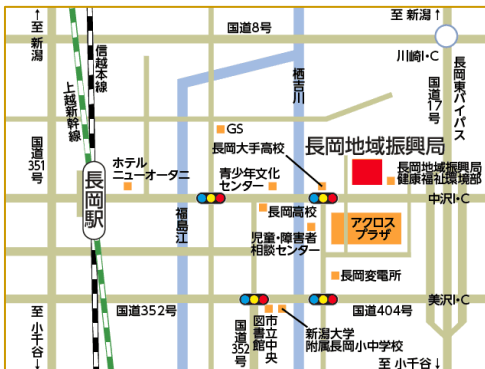 ↑
至
新
潟
至 新潟↑
国道8号
信越本線
上越新幹線
栖吉川
川崎I・C
長岡東バイパス
国道17号
GS
長岡大手高校
長岡地域振興局
国道
351
号
ホテル
ニューオータニ
青少年文化
センター
長岡地域振興局
健康福祉環境部
長岡駅
中沢I・C
福島江
長岡高校
アクロス
プラザ
児童・障害者
相談センター
長岡変電所
国道352号
国道404号
美沢I・C
至
小
千
谷
↓
国道
352
号
市立中央
図書館
新潟大学
附属長岡小中学校
至 小千谷↓